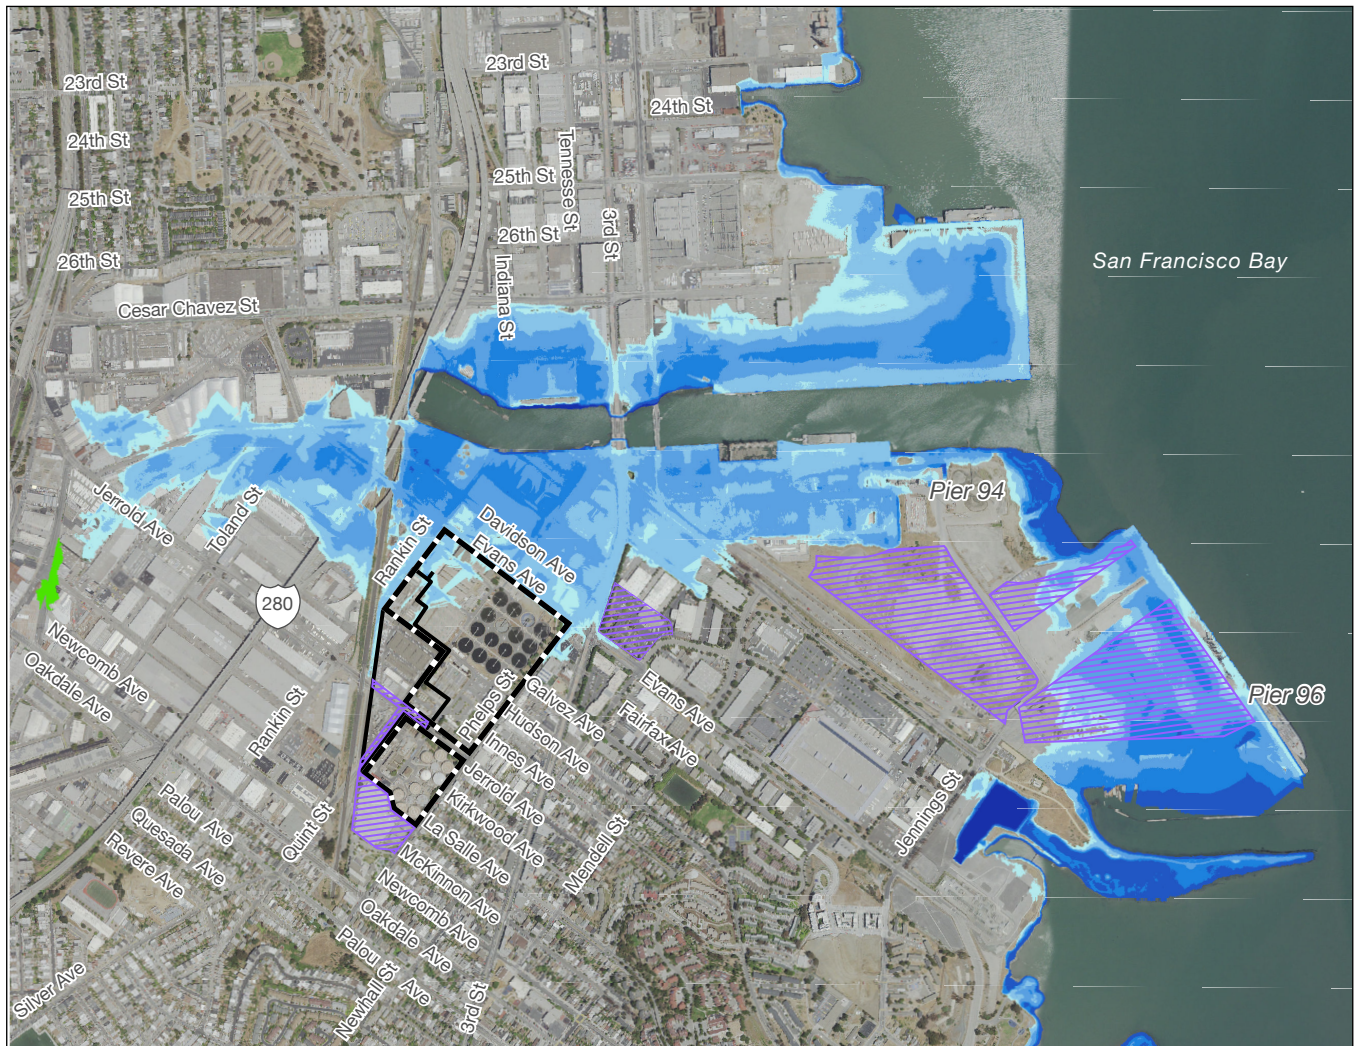 23rd St
23rd St
24th St
24th St
Tennesse St
25th St
25th St
3rd St
26th St
26th St
San Francisco Bay
Indiana St
Cesar Chavez St
Jerrold Ave
Toland St
Pier 94
Rankin St
Davidson Ave
Evans Ave
280
Newcomb Ave
Oakdale Ave
Rankin St
Phelps St
Galvez Ave
Evans Ave
Fairfax Ave
Pier 96
Hudson Ave
Innes Ave
Jerrold Ave
Kirkwood Ave
La Salle Ave
McKinnon Ave
Mendell St
Jennings St
Palou Ave
Quesada Ave
Revere Ave
Quint St
Newcomb Ave
Oakdale Ave
Palou Ave
Silver Ave
Newhall St
3rd St